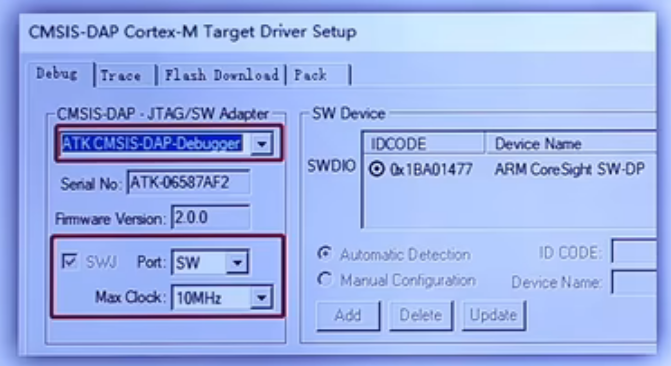 CMSIS-DAP Cortex-M Target Driver Setup
Debug Trace Flash Download Pack
CMSIS-DAP - JTAG/SW Adapter
ATK CMSIS-DAP-Debugger
Serial No: ATK-06587AF2
Firmware Version: 2.0.0
SWJ Port: SW
Max Clock: 10MHz
SW Device
IDCODE Device Name
SWDIO 0x1BA01477 ARM CoreSight SW-DP
Automatic Detection ID CODE:
Manual Configuration Device Name:
Add Delete Update